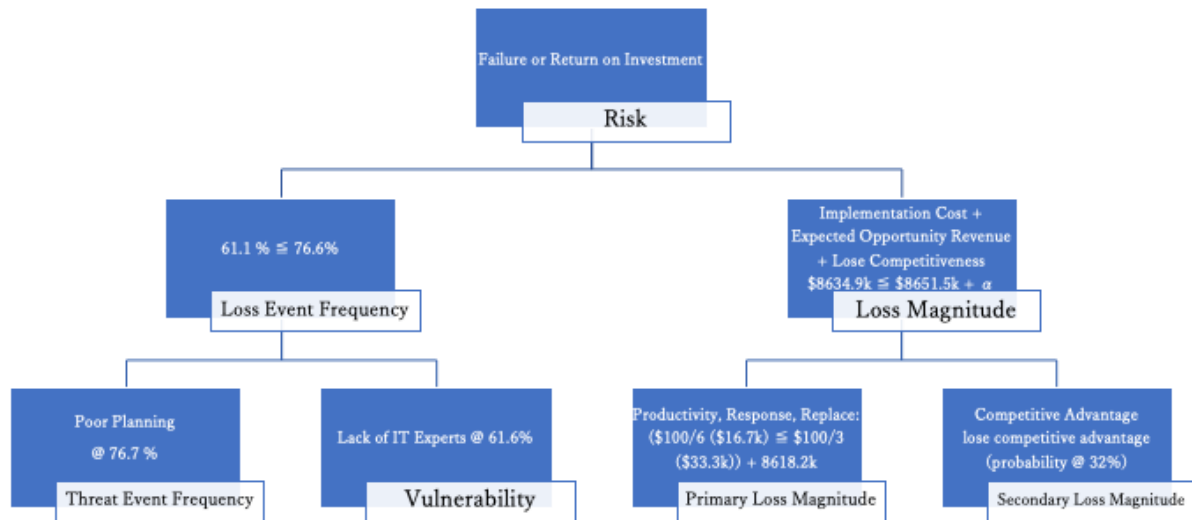 Failure or Return on Investment
Risk
61.1 % ≦ 76.6%
Loss Event Frequency
Implementation Cost +
Expected Opportunity Revenue
+ Lose Competitiveness
$8634.9k ≦ $8651.5k + α
Loss Magnitude
Poor Planning
@ 76.7 %
Threat Event Frequency
Lack of IT Experts @ 61.6%
Vulnerability
Productivity, Response, Replace:
($100/6 ($16.7k) ≦ $100/3
($33.3k)) + 8618.2k
Primary Loss Magnitude
Competitive Advantage
lose competitive advantage
(probability @ 32%)
Secondary Loss Magnitude